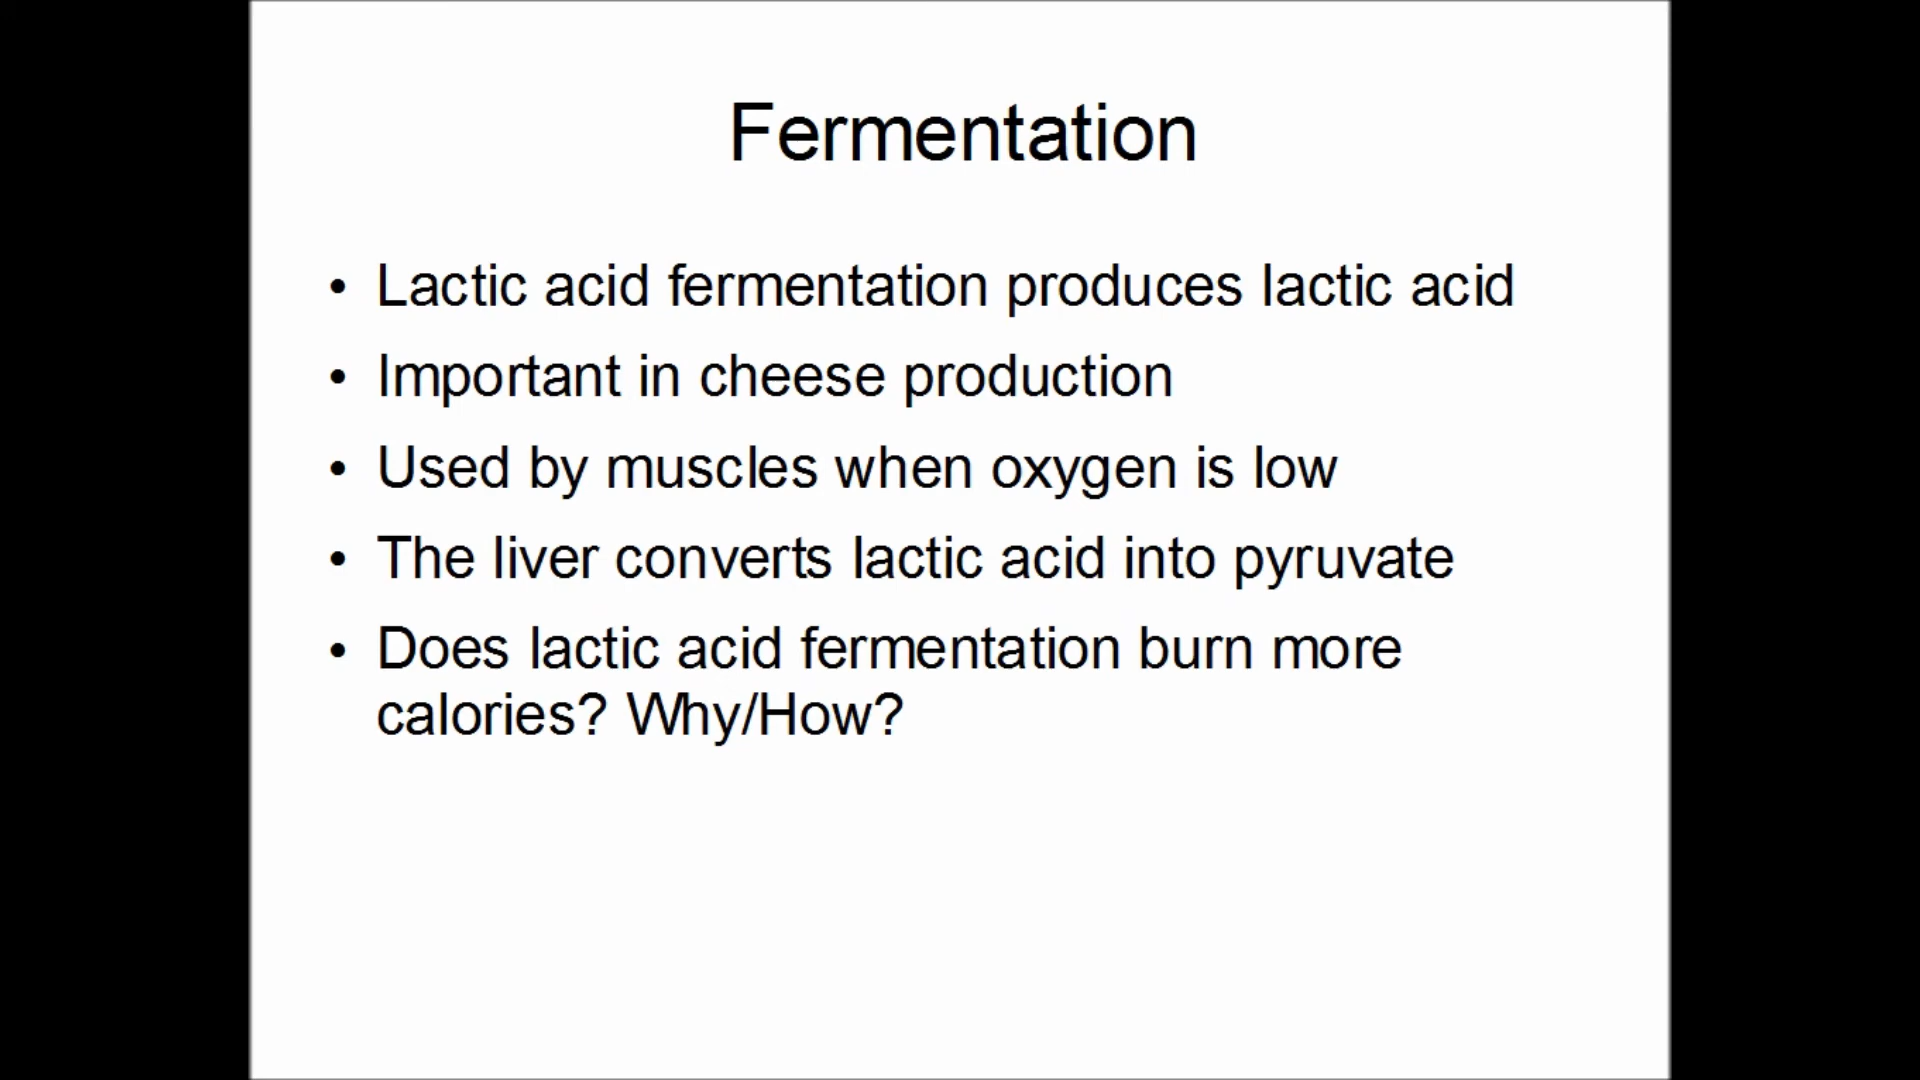 Fermentation
• Lactic acid fermentation produces lactic acid
• Important in cheese production
• Used by muscles when oxygen is low
• The liver converts lactic acid into pyruvate
• Does lactic acid fermentation burn more
calories? Why/How?